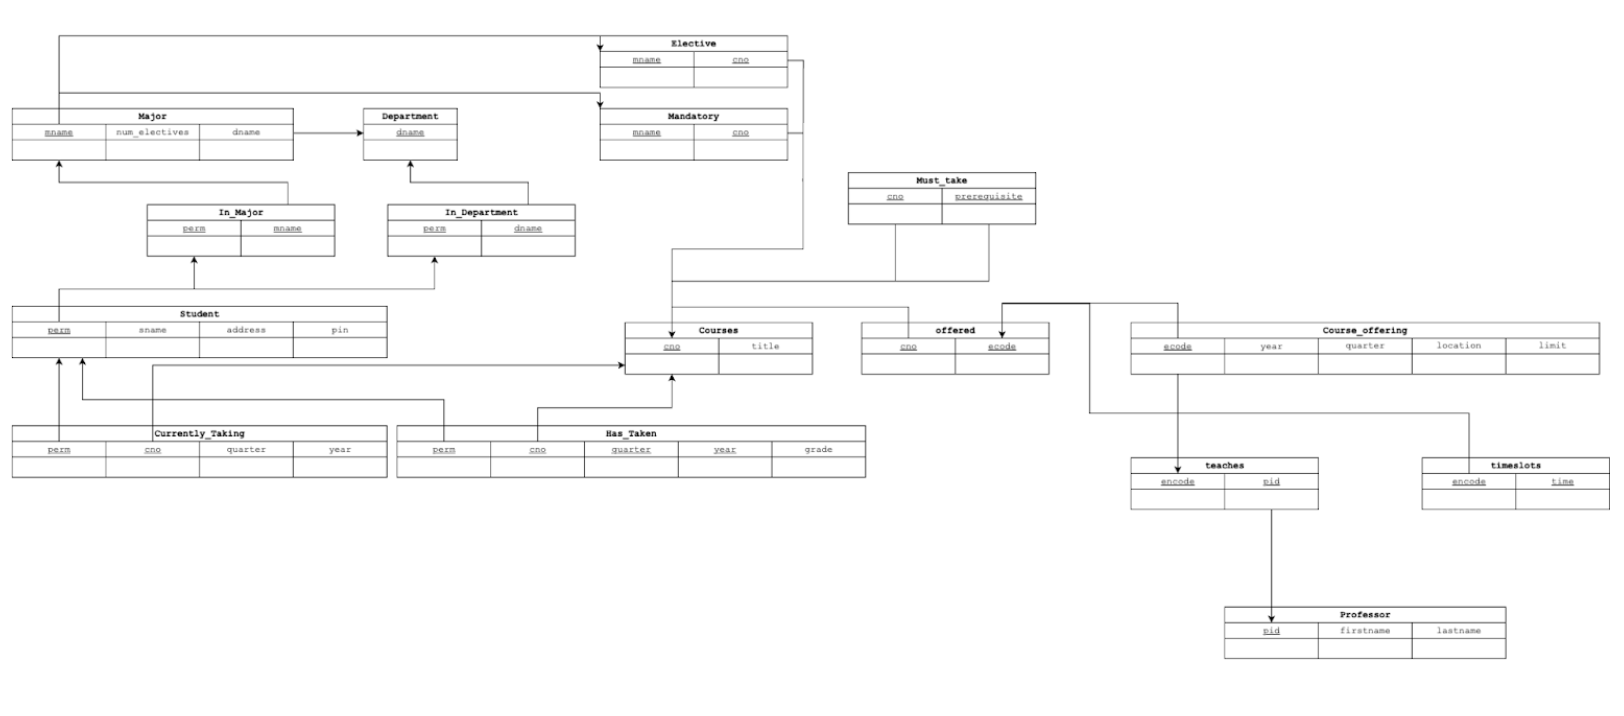 Elective
mname cno
Major
mname num_electives dname
Department
dname
Mandatory
mname cno
Must_take
cno prerequisite
In_Major
perm mname
In_Department
perm dname
Student
perm sname address pin
Courses
cno title
offered
cno ecode
Course_offering
ecode year quarter location limit
Currently_Taking
perm cno quarter year
Has_Taken
perm cno quarter year grade
teaches
encode pid
timeslots
encode time
Professor
pid firstname lastname